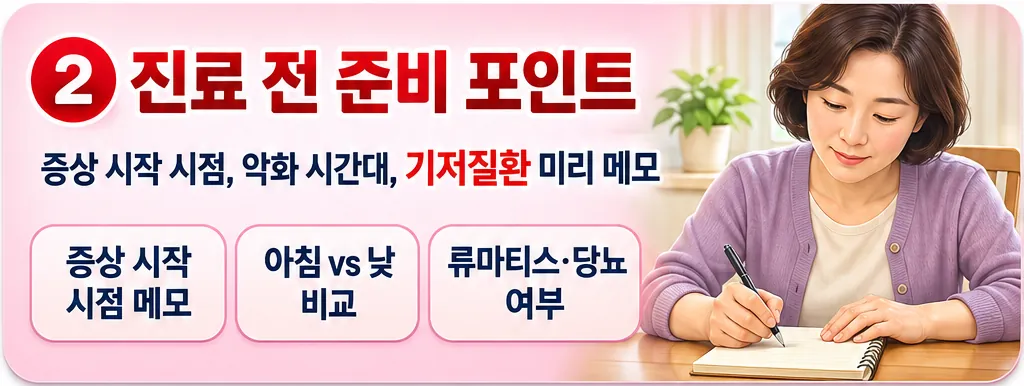 2 진료 전 준비 포인트
증상 시작 시점, 악화 시간대, 기저질환 미리 메모
증상 시작
시점 메모
아침 vs 낮
비교
류마티스·당뇨
여부